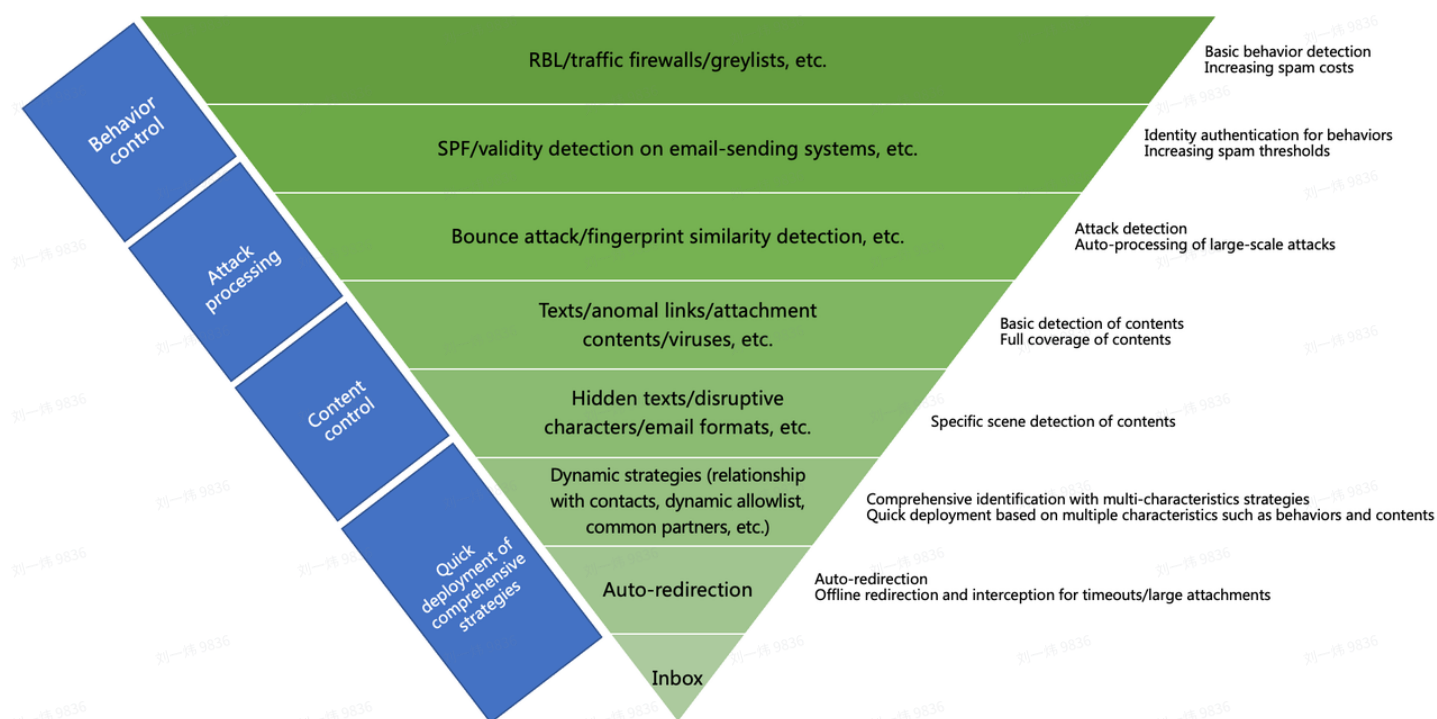 RBL/traffic firewalls/greylists, etc.
Basic behavior detection
Increasing spam costs
Behavior
control
SPF/validity detection on email-sending systems, etc.
Identity authentication for behaviors
Increasing spam thresholds
Attack
processing
Bounce attack/fingerprint similarity detection, etc.
Attack detection
Auto-processing of large-scale attacks
Texts/anomal links/attachment
contents/viruses, etc.
Basic detection of contents
Full coverage of contents
Content
control
Hidden texts/disruptive
characters/email formats, etc.
Specific scene detection of contents
Dynamic strategies (relationship
with contacts, dynamic allowlist,
common partners, etc.)
Comprehensive identification with multi-characteristics strategies
Quick deployment based on multiple characteristics such as behaviors and contents
Quick
deployment of
comprehensive
strategies
Auto-redirection
Auto-redirection
Offline redirection and interception for timeouts/large attachments
Inbox
刘一炜 9836